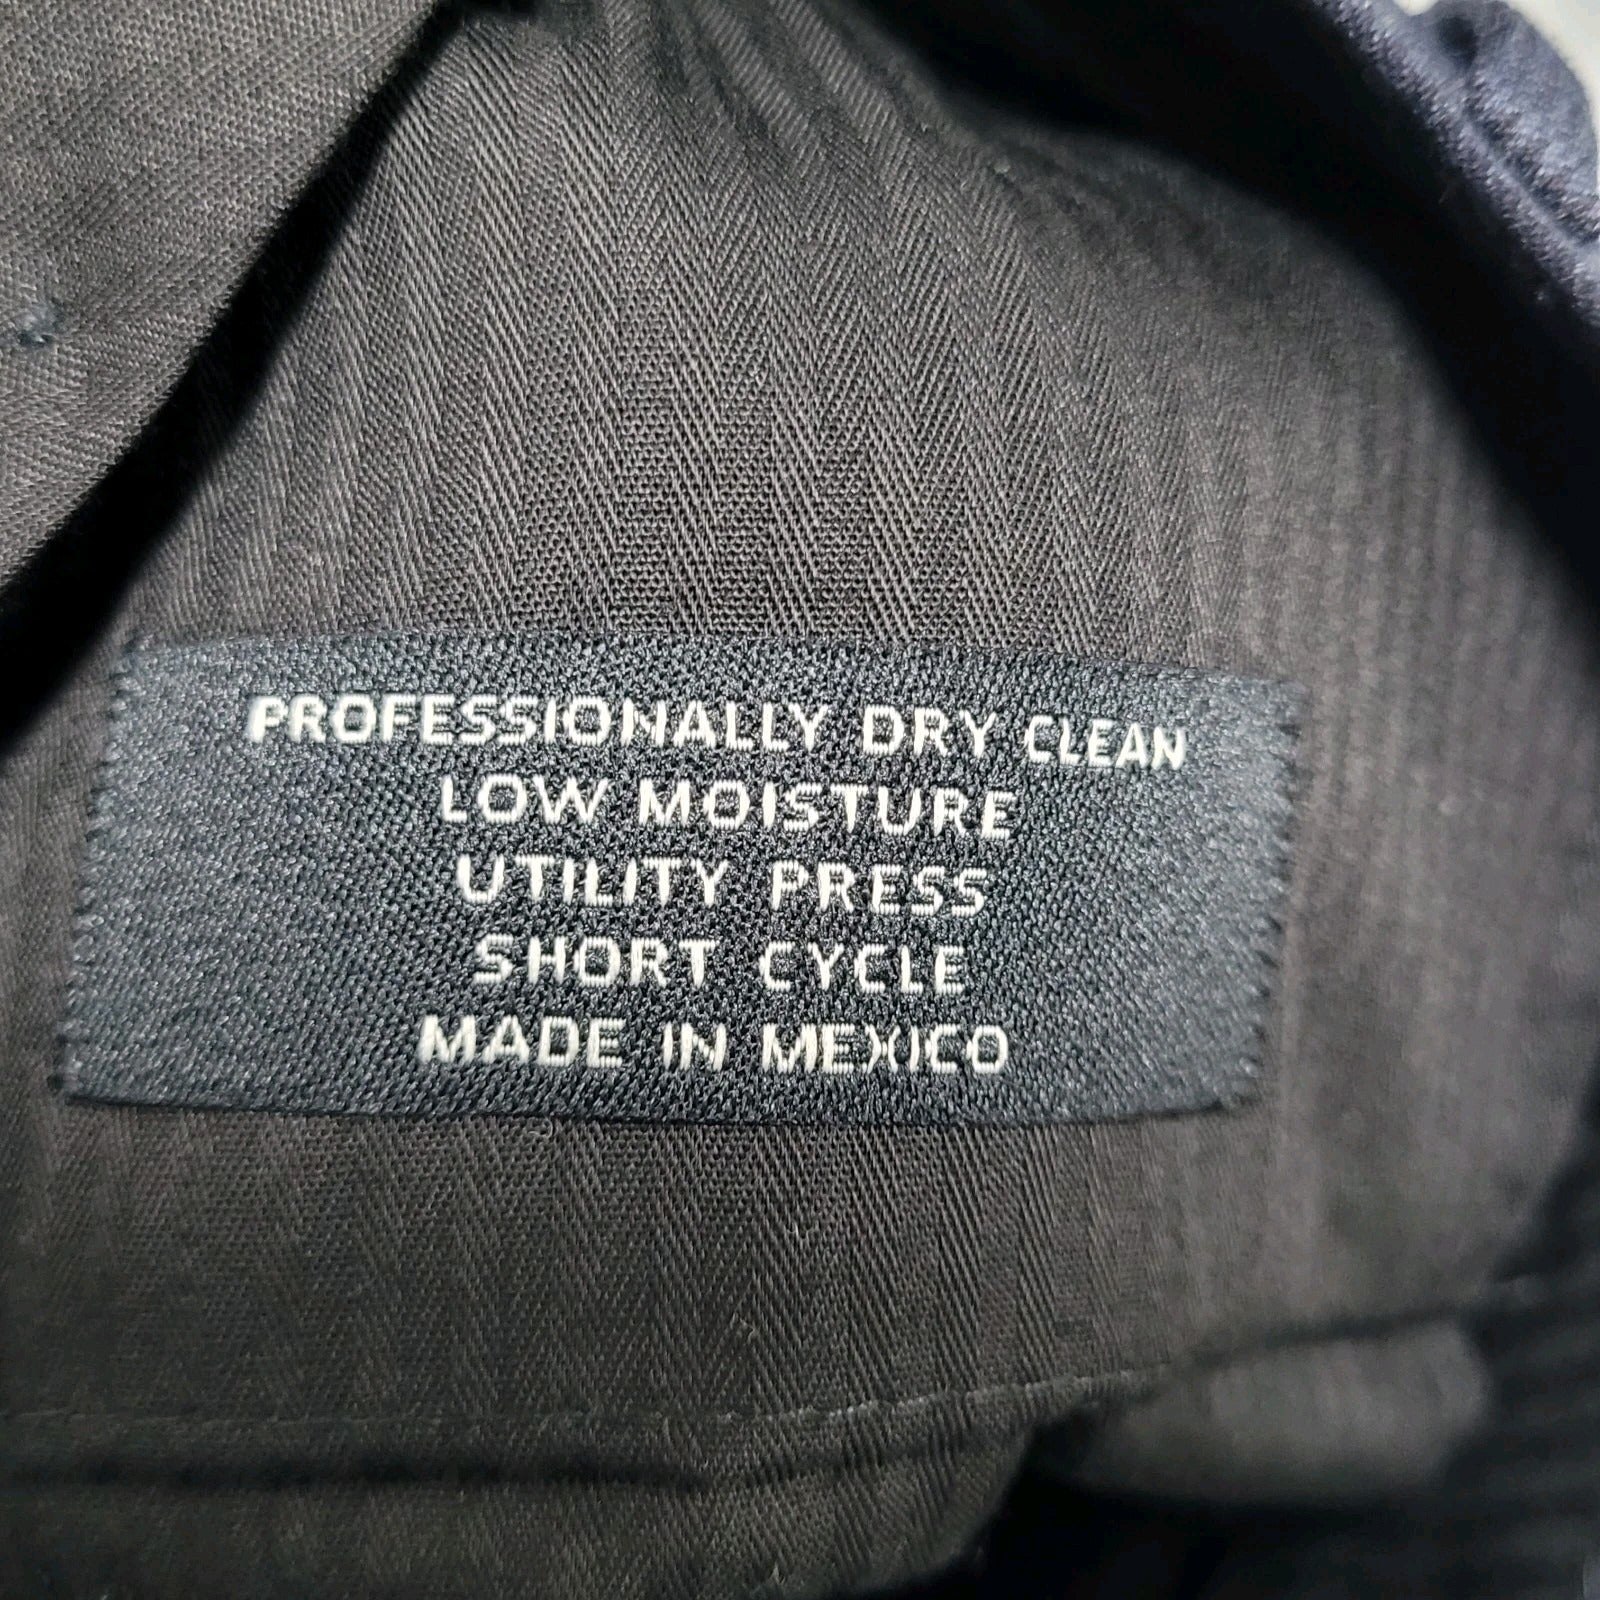 PROFESSIONALLY DRY CLEAN
LOW MOISTURE
UTILITY PRESS
SHORT CYCLE
MADE IN MEXICO